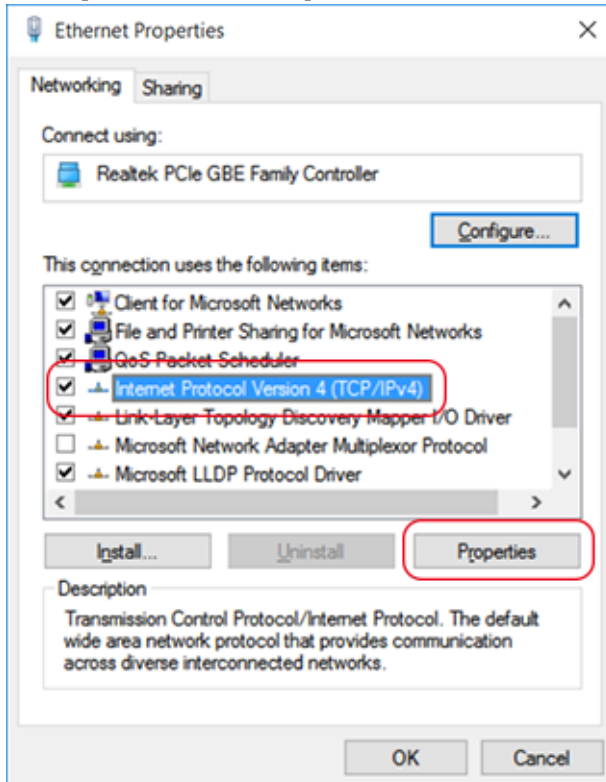 Ethernet Properties
Networking
Sharing
Connect using:
Realtek PCIe GBE Family Controller
Configure...
This connection uses the following items:
Client for Microsoft Networks
File and Printer Sharing for Microsoft Networks
QoS Packet Scheduler
Internet Protocol Version 4 (TCP/IPv4)
Link-Layer Topology Discovery Mapper I/O Driver
Microsoft Network Adapter Multiplexor Protocol
Microsoft LLDP Protocol Driver
Install...
Uninstall
Properties
Description
Transmission Control Protocol/Internet Protocol. The default
wide area network protocol that provides communication
across diverse interconnected networks.
OK
Cancel